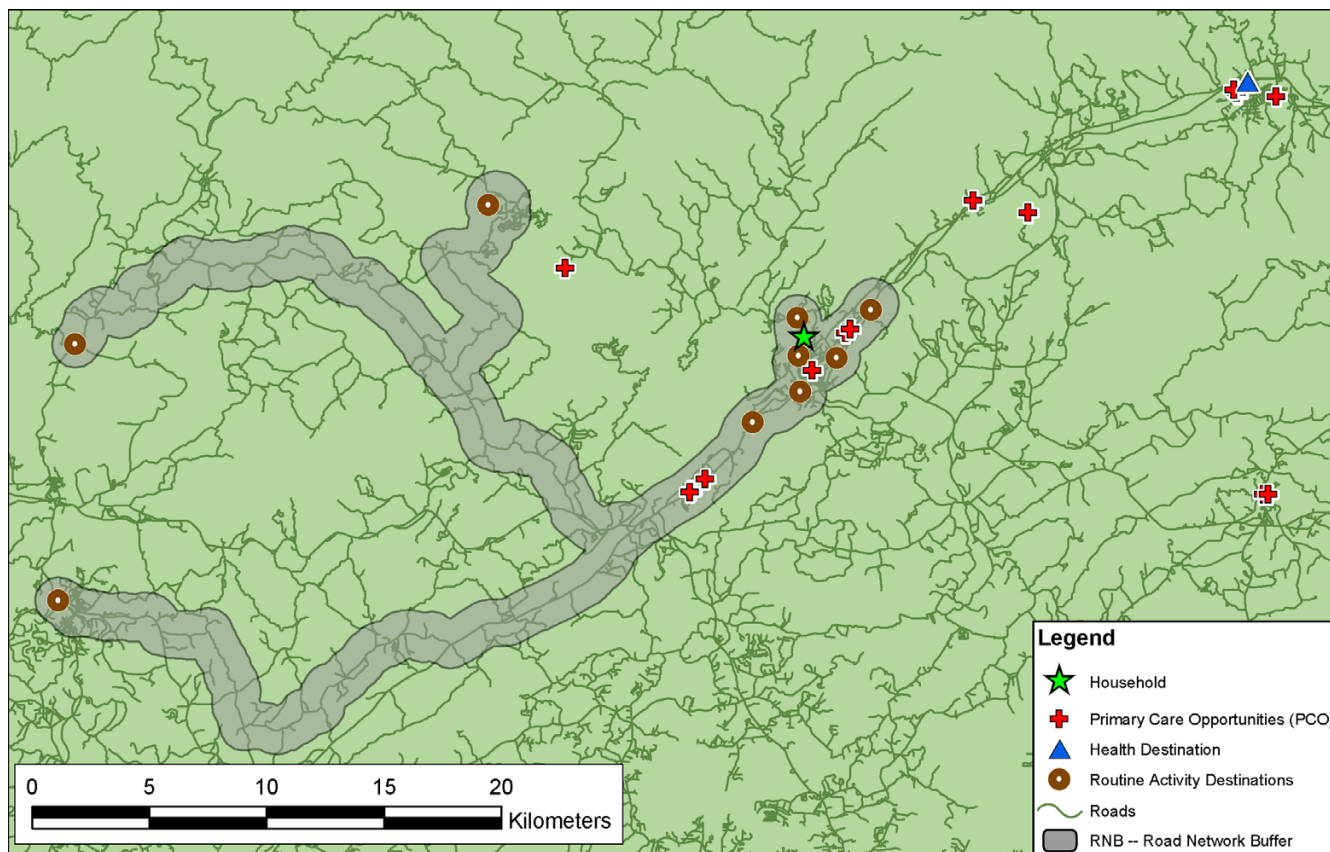 Legend
Household
Primary Care Opportunities (PCO)
Health Destination
Routine Activity Destinations
Roads
RNB -- Road Network Buffer
0 5 10 15 20
Kilometers